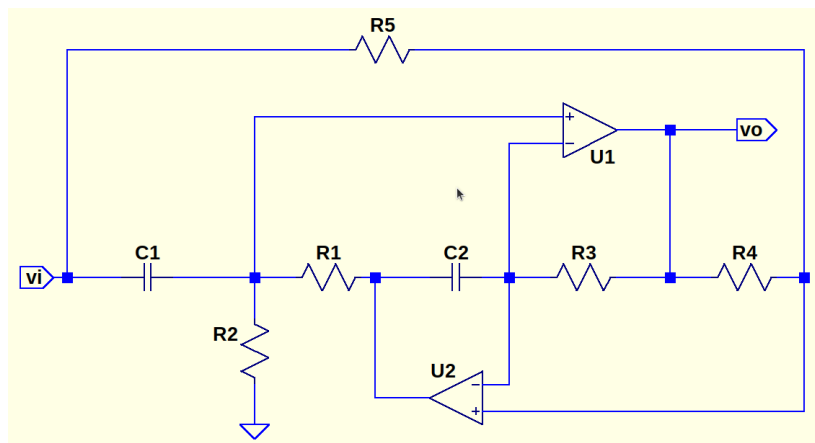 R5
+
−
U1
vo
C1
R1
C2
R3
R4
vi
R2
U2
−
+